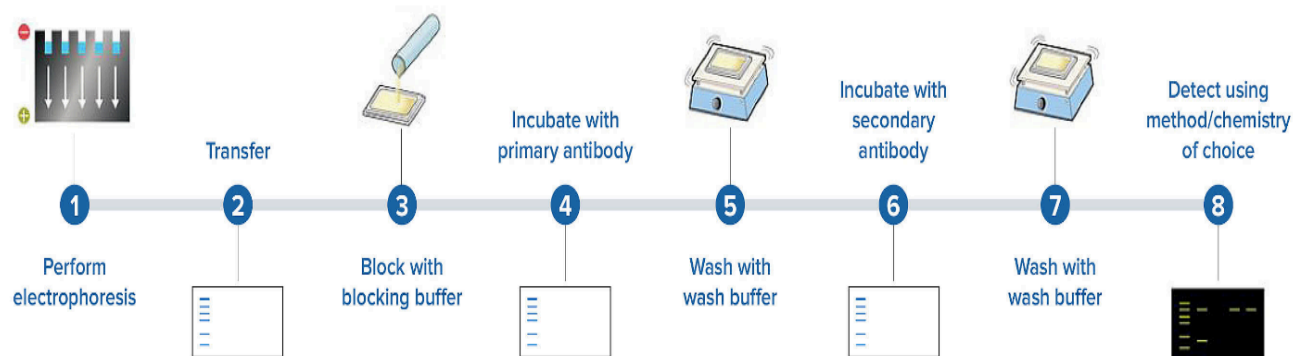 −
+
1
Perform
electrophoresis
Transfer
2
3
Block with
blocking buffer
Incubate with
primary antibody
4
5
Wash with
wash buffer
Incubate with
secondary
antibody
6
7
Wash with
wash buffer
Detect using
method/chemistry
of choice
8